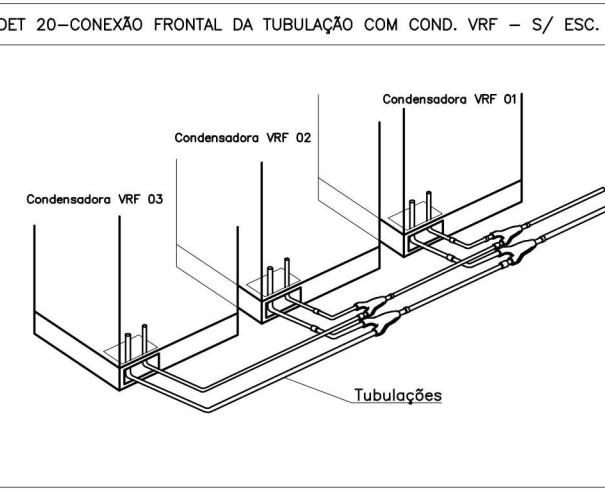 DET 20-CONEXÃO FRONTAL DA TUBULAÇÃO COM COND. VRF - S/ ESC.
Condensadora VRF 01
Condensadora VRF 02
Condensadora VRF 03
Tubulações